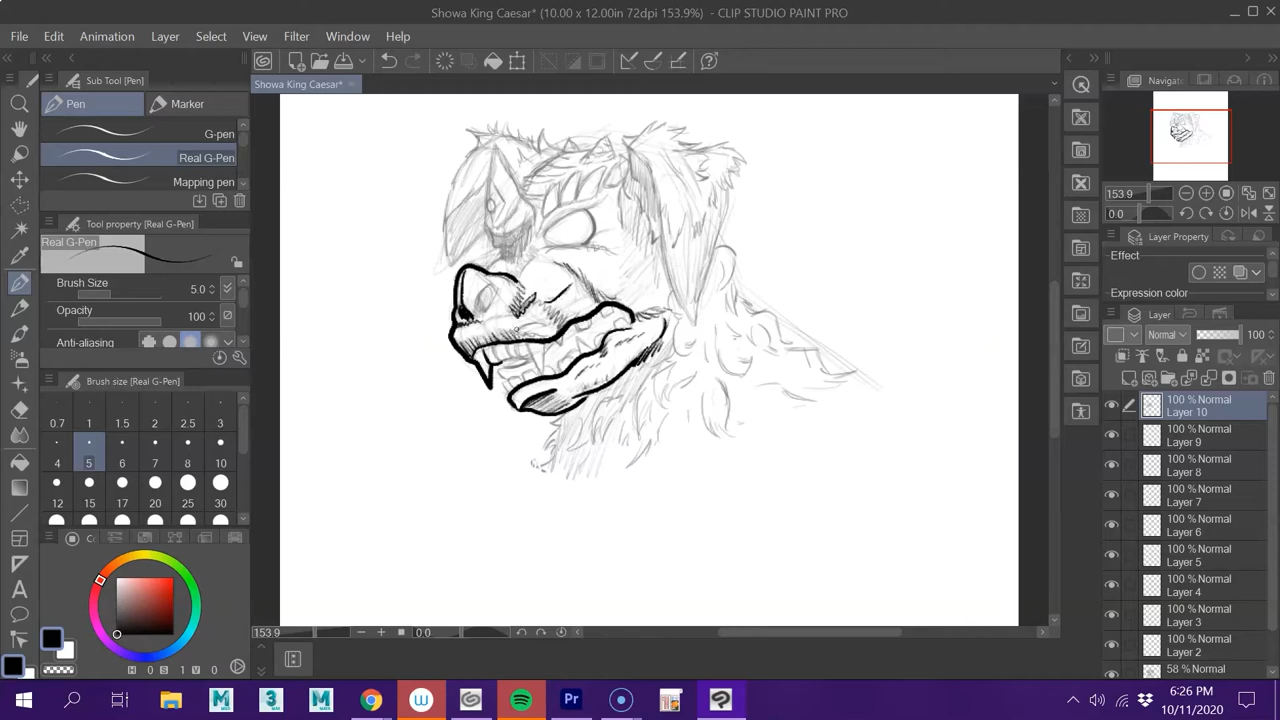 Showa King Caesar* (10.00 x 12.00in 72dpi 153.9%) - CLIP STUDIO PAINT PRO
File Edit Animation Layer Select View Filter Window Help
Sub Tool [Pen]
Showa King Caesar*
Navigato
Pen Marker
G-pen
Real G-Pen
Mapping pen
153.9
0.0
Tool property [Real G-Pen]
Real G-Pen
Layer Property
Effect
Brush Size 5.0
Expression color
Opacity 100
Layer
Anti-aliasing
Normal 100
Brush size [Real G-Pen]
0.7 1 1.5 2 2.5 3
4 5 6 7 8 10
12 15 17 20 25 30
100 % Normal
Layer 10
100 % Normal
Layer 9
100 % Normal
Layer 8
100 % Normal
Layer 7
100 % Normal
Layer 6
100 % Normal
Layer 5
100 % Normal
Layer 4
100 % Normal
Layer 3
100 % Normal
Layer 2
58 % Normal
153.9 0.0
H 0 S 1 V 0
6:26 PM
10/11/2020